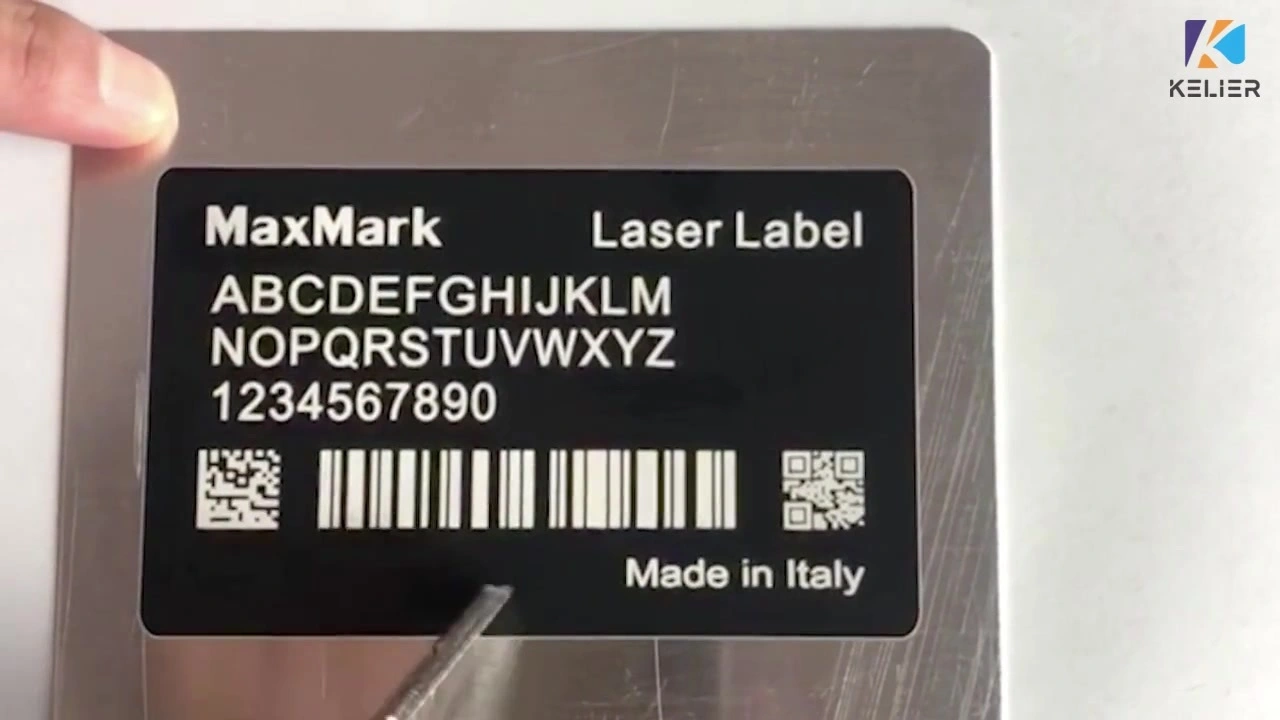 KELIER
MaxMark Laser Label
ABCDEFGHIJKLM
NOPQRSTUVWXYZ
1234567890
Made in Italy